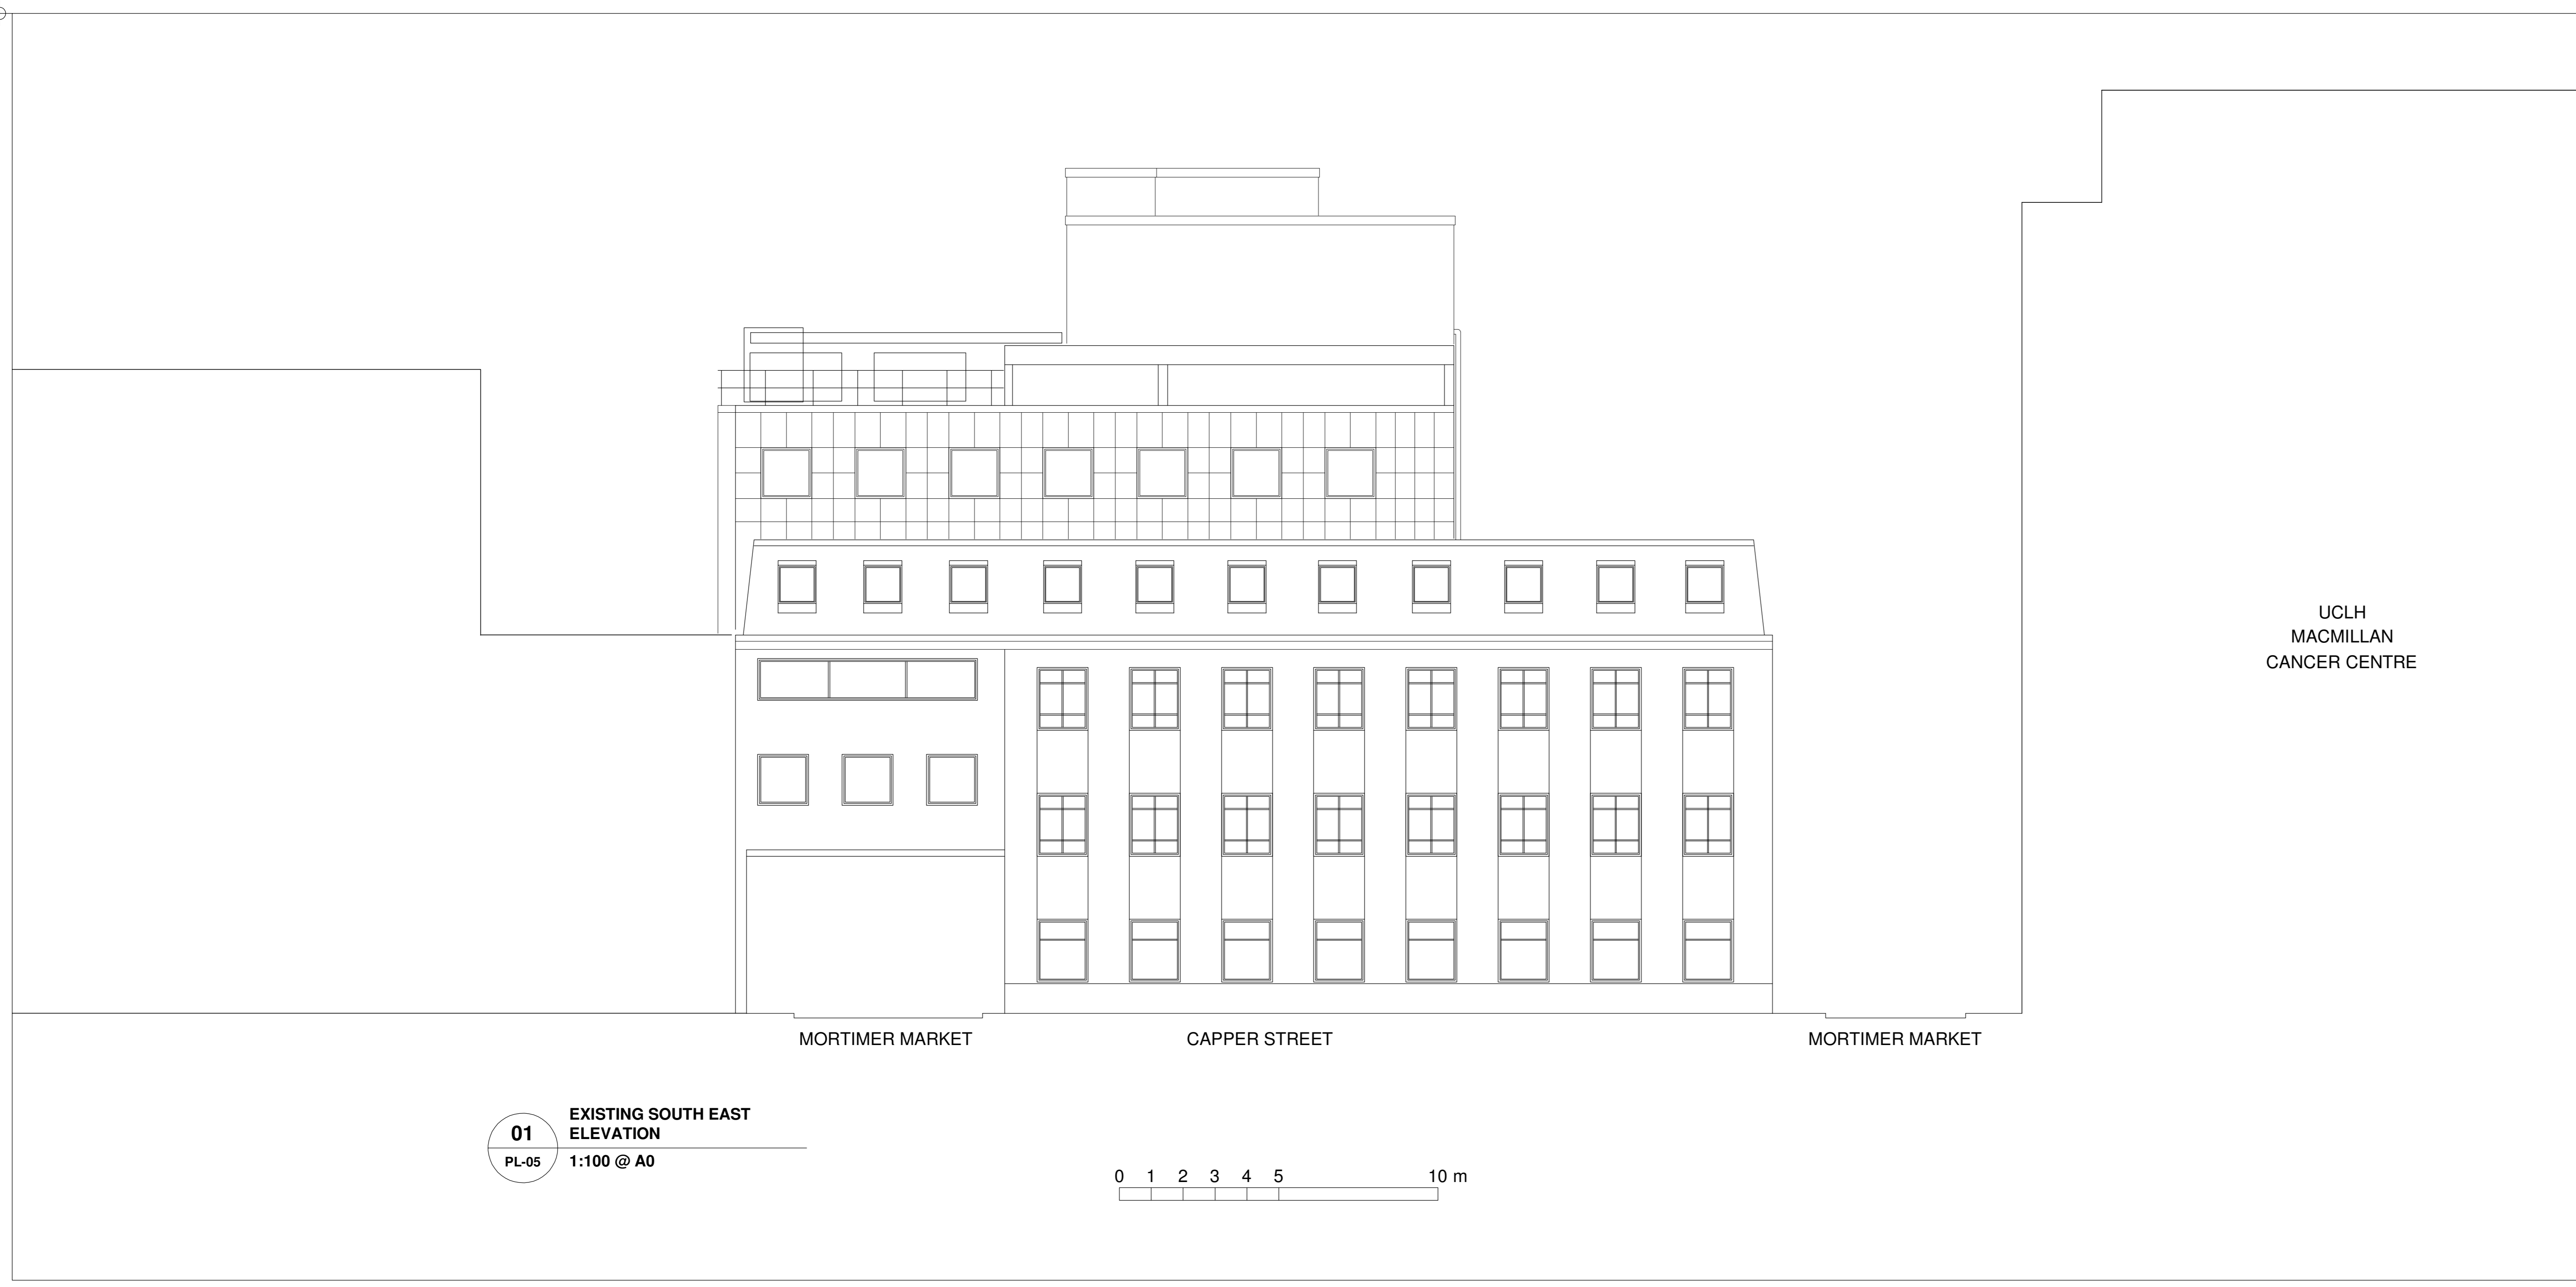 UCLH
MACMILLAN
CANCER CENTRE
MORTIMER MARKET
CAPPER STREET
MORTIMER MARKET
01
PL-05
EXISTING SOUTH EAST
ELEVATION
1:100 @ A0
0 1 2 3 4 5 10 m